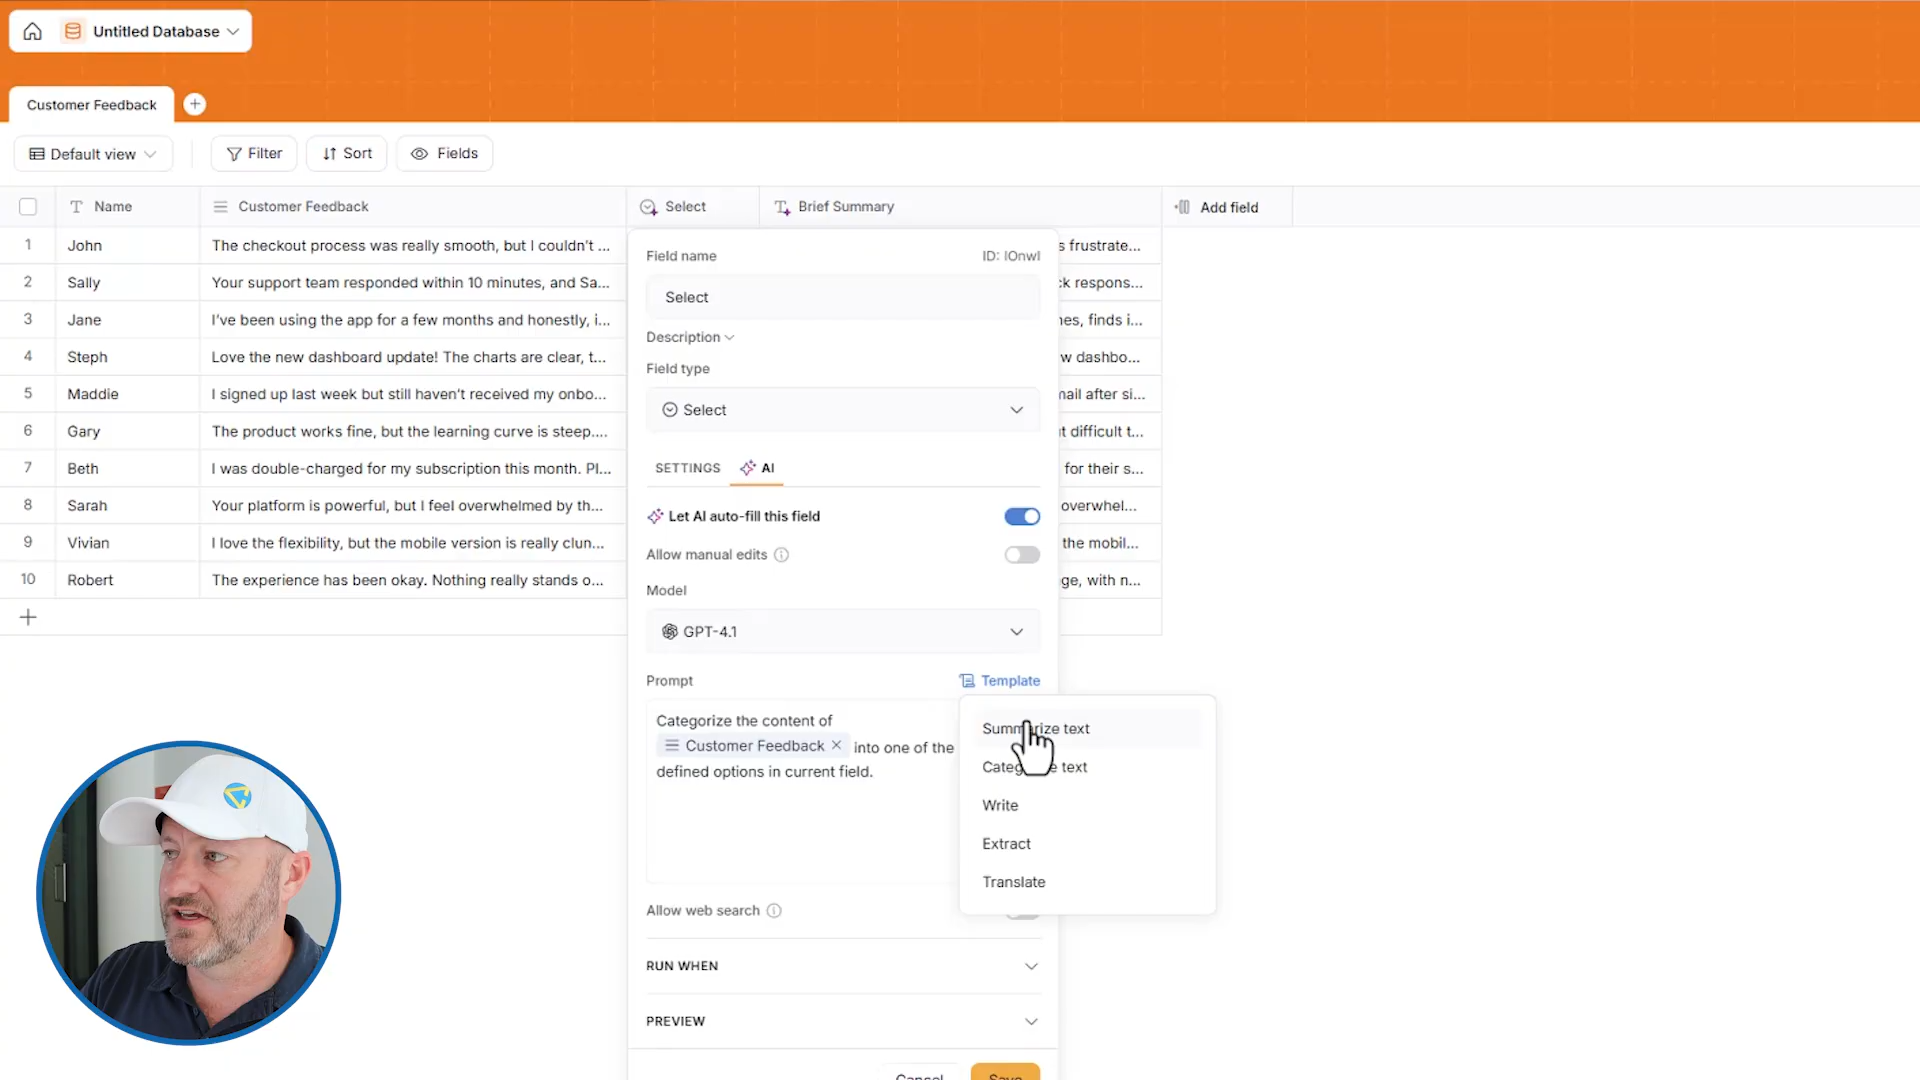 Untitled Database
Customer Feedback
Default view
Filter
Sort
Fields
Name
Customer Feedback
Select
Brief Summary
Add field
1 John The checkout process was really smooth, but I couldn't ... s frustrate...
2 Sally Your support team responded within 10 minutes, and Sa... ck respons...
3 Jane I've been using the app for a few months and honestly, i... nes, finds i...
4 Steph Love the new dashboard update! The charts are clear, t... w dashbo...
5 Maddie I signed up last week but still haven't received my onbo... nail after si...
6 Gary The product works fine, but the learning curve is steep.... t difficult t...
7 Beth I was double-charged for my subscription this month. Pl... for their s...
8 Sarah Your platform is powerful, but I feel overwhelmed by th... overwhel...
9 Vivian I love the flexibility, but the mobile version is really clun... the mobil...
10 Robert The experience has been okay. Nothing really stands o... ge, with n...
Field name
ID: lOnwl
Select
Description
Field type
Select
SETTINGS
AI
Let AI auto-fill this field
Allow manual edits
Model
GPT-4.1
Prompt
Template
Categorize the content of
Customer Feedback × into one of the
defined options in current field.
Summarize text
Categorize text
Write
Extract
Translate
Allow web search
RUN WHEN
PREVIEW
Cancel
Save